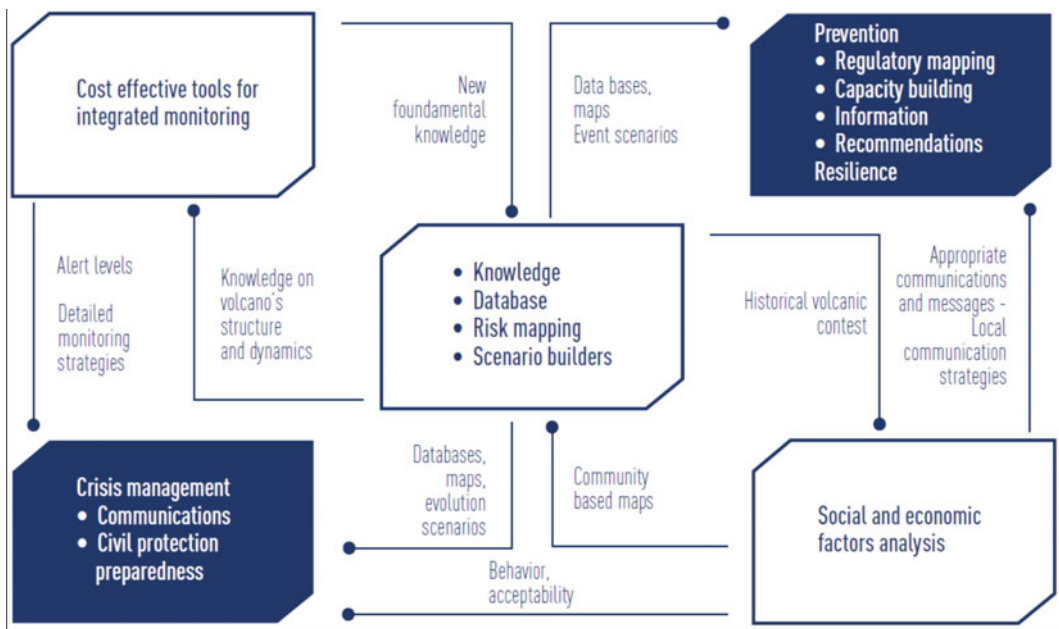 Cost effective tools for
integrated monitoring
New
foundamental
knowledge
Data bases,
maps
Event scenarios
Prevention
• Regulatory mapping
• Capacity building
• Information
• Recommendations
Resilience
Alert levels
Detailed
monitoring
strategies
Knowledge on
volcano's
structure
and dynamics
• Knowledge
• Database
• Risk mapping
• Scenario builders
Historical volcanic
contest
Appropriate
communications
and messages -
Local
communication
strategies
Crisis management
• Communications
• Civil protection
preparedness
Databases,
maps,
evolution
scenarios
Community
based maps
Behavior,
acceptability
Social and economic
factors analysis